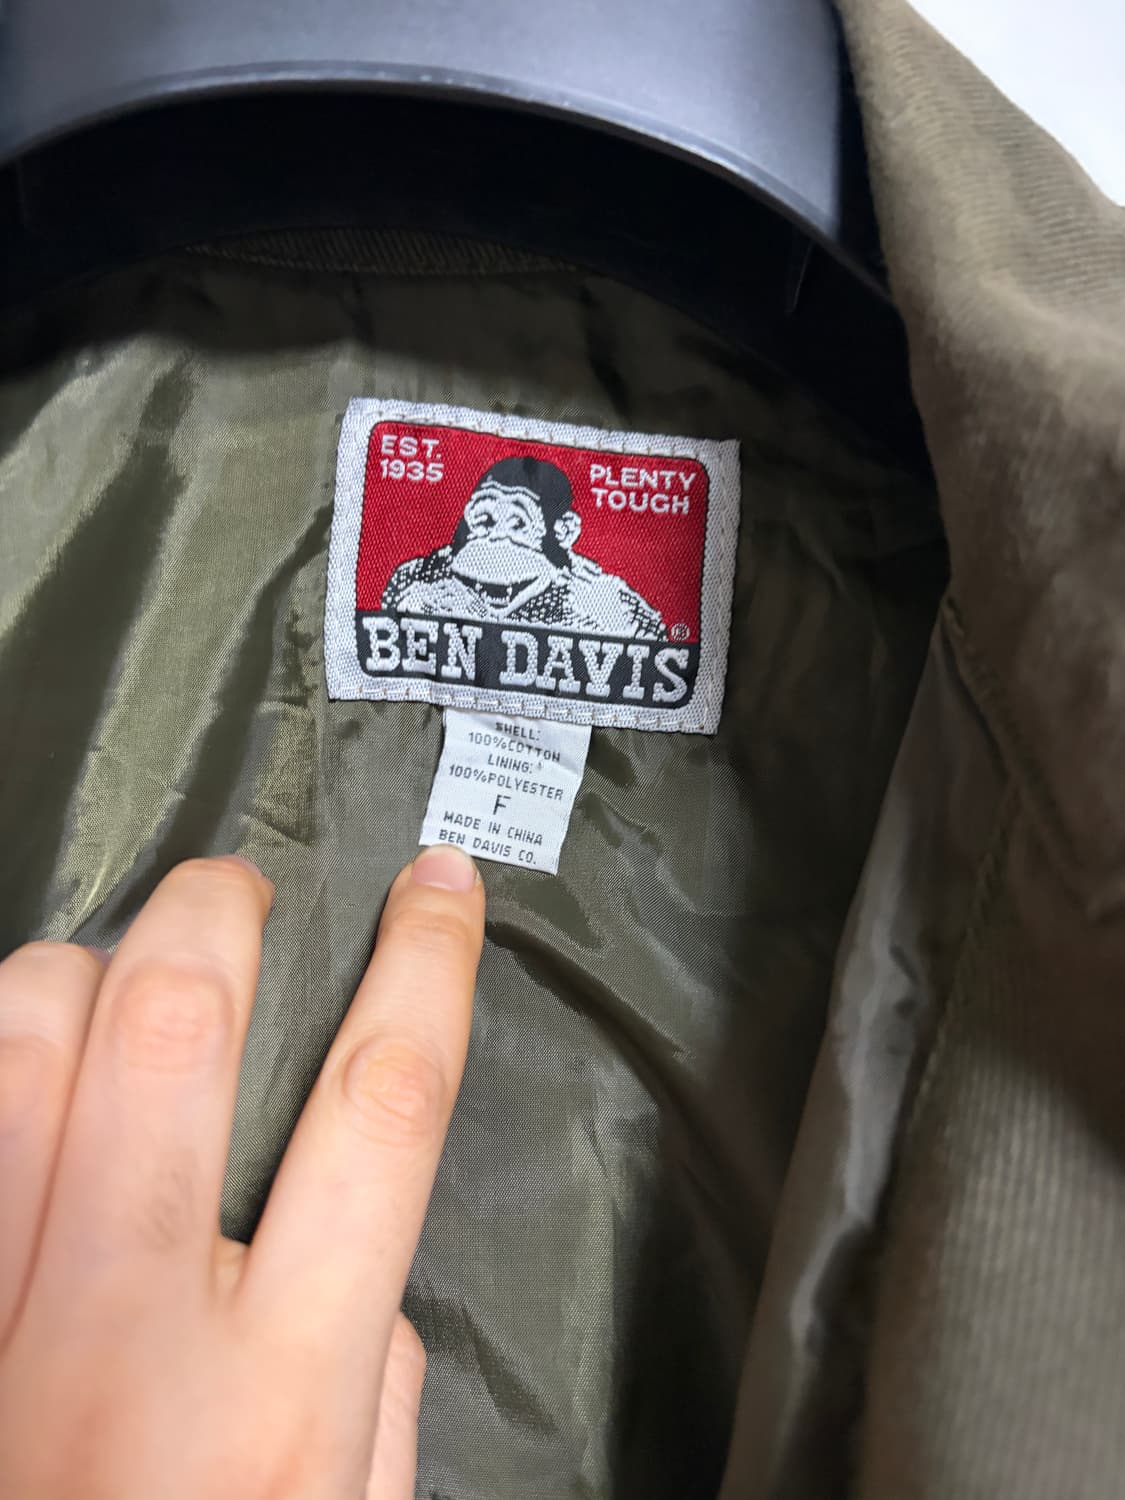 EST.
1935
PLENTY
TOUGH
®
BEN DAVIS
SHELL:
100%COTTON
LINING:
100%POLYESTER
F
MADE IN CHINA
BEN DAVIS CO.